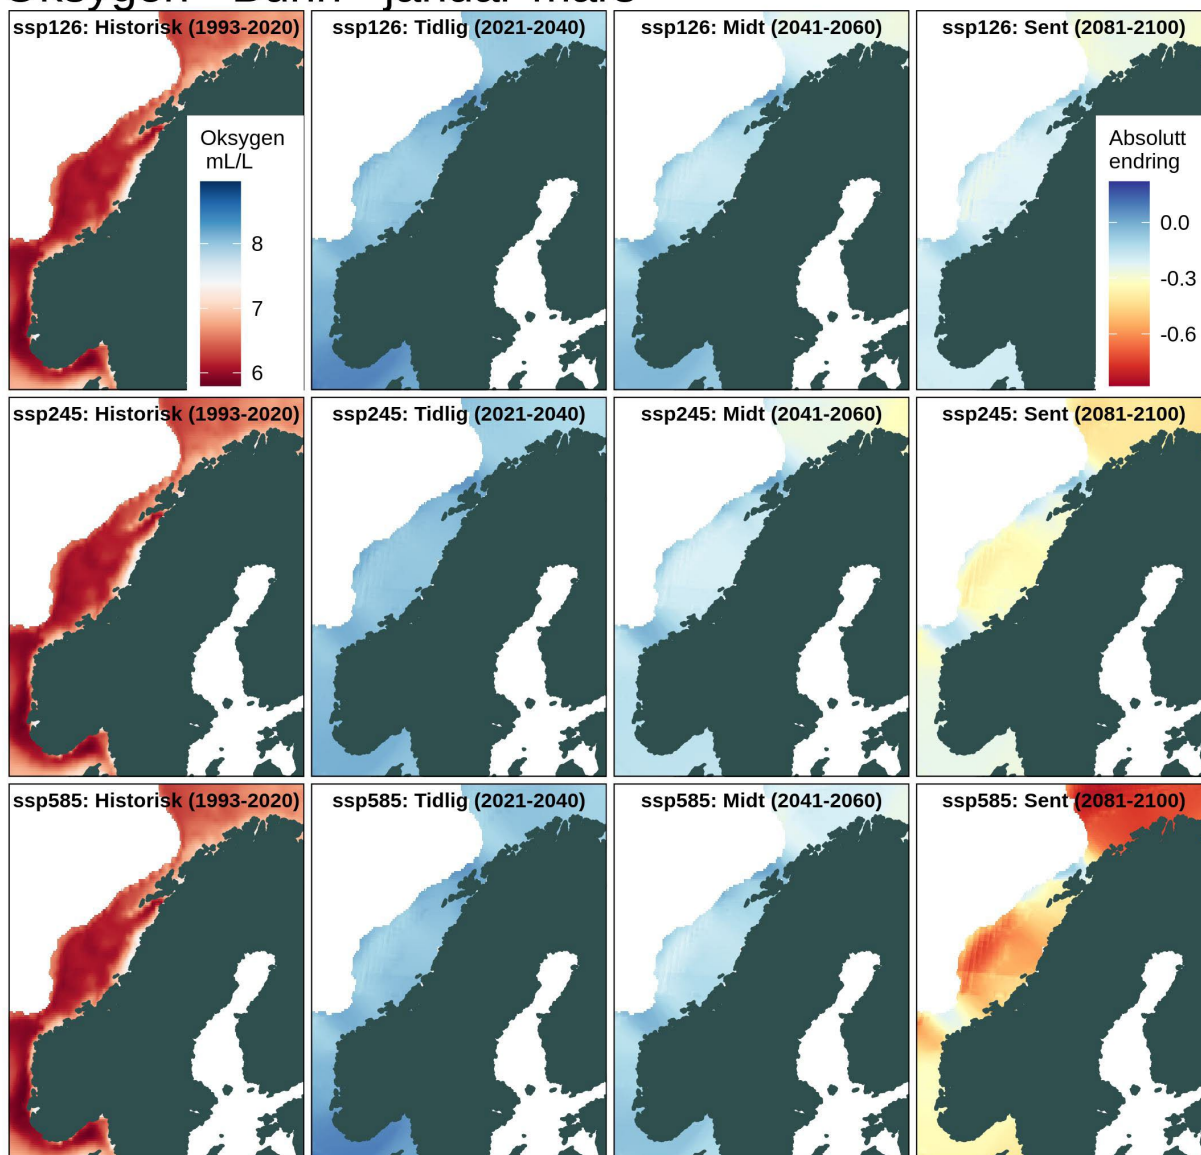 ssp126: Historisk (1993-2020) ssp126: Tidlig (2021-2040) ssp126: Midt (2041-2060) ssp126: Sent (2081-2100)
Oksygen
mL/L
8
7
6
Absolutt
endring
0.0
-0.3
-0.6
ssp245: Historisk (1993-2020) ssp245: Tidlig (2021-2040) ssp245: Midt (2041-2060) ssp245: Sent (2081-2100)
ssp585: Historisk (1993-2020) ssp585: Tidlig (2021-2040) ssp585: Midt (2041-2060) ssp585: Sent (2081-2100)